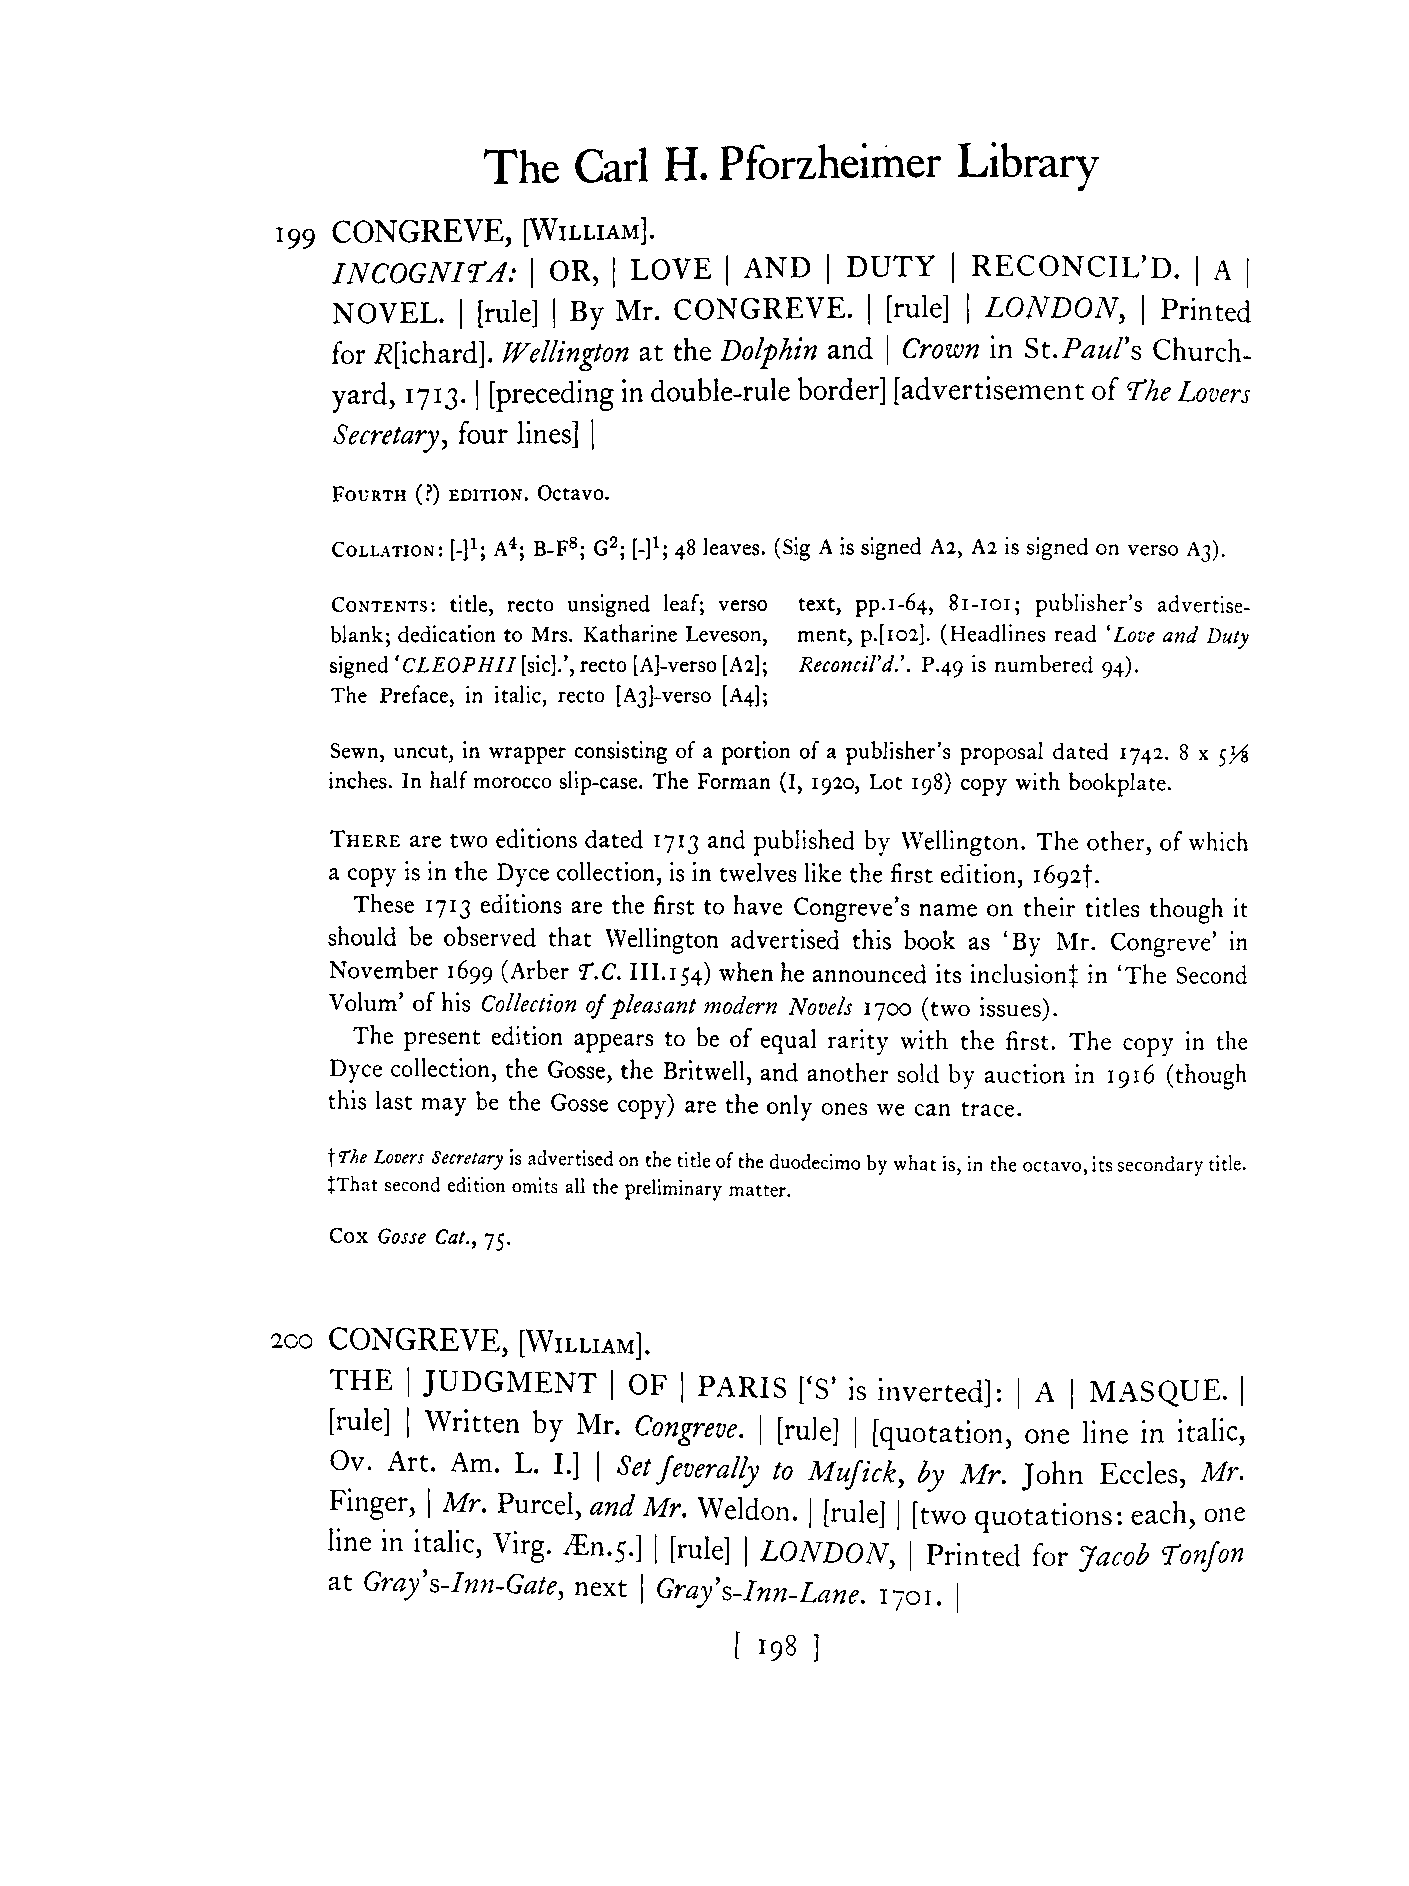 The Carl H. Pforzheimer Library
199 CONGREVE, [WILLIAM].
INCOGNITA: | OR, | LOVE | AND | DUTY | RECONCIL'D. | A |
NOVEL. | [rule] | By Mr. CONGREVE. | [rule] | LONDON, | Printed
for R[ichard]. Wellington at the Dolphin and | Crown in St.Paul's Church-
yard, 1713. | [preceding in double-rule border] [advertisement of The Lovers
Secretary, four lines] |
FOURTH (?) EDITION. Octavo.
COLLATION: [-]¹; A⁴; B-F⁸; G²; [-]¹; 48 leaves. (Sig A is signed A2, A2 is signed on verso A3).
CONTENTS: title, recto unsigned leaf; verso
blank; dedication to Mrs. Katharine Leveson,
signed 'CLEOPHII [sic].', recto [A]-verso [A2];
The Preface, in italic, recto [A3]-verso [A4];
text, pp.1-64, 81-101; publisher's advertise-
ment, p.[102]. (Headlines read 'Love and Duty
Reconcil'd.'. P.49 is numbered 94).
Sewn, uncut, in wrapper consisting of a portion of a publisher's proposal dated 1742. 8 x 5⅛
inches. In half morocco slip-case. The Forman (I, 1920, Lot 198) copy with bookplate.
THERE are two editions dated 1713 and published by Wellington. The other, of which
a copy is in the Dyce collection, is in twelves like the first edition, 1692†.
These 1713 editions are the first to have Congreve's name on their titles though it
should be observed that Wellington advertised this book as 'By Mr. Congreve' in
November 1699 (Arber T.C. III.154) when he announced its inclusion‡ in 'The Second
Volum' of his Collection of pleasant modern Novels 1700 (two issues).
The present edition appears to be of equal rarity with the first. The copy in the
Dyce collection, the Gosse, the Britwell, and another sold by auction in 1916 (though
this last may be the Gosse copy) are the only ones we can trace.
†The Lovers Secretary is advertised on the title of the duodecimo by what is, in the octavo, its secondary title.
‡That second edition omits all the preliminary matter.
COX Gosse Cat., 75.
200 CONGREVE, [WILLIAM].
THE | JUDGMENT | OF | PARIS ['S' is inverted]: | A | MASQUE. |
[rule] | Written by Mr. Congreve. | [rule] | [quotation, one line in italic,
Ov. Art. Am. L. I.] | Set ſeverally to Muſick, by Mr. John Eccles, Mr.
Finger, | Mr. Purcel, and Mr. Weldon. | [rule] | [two quotations: each, one
line in italic, Virg. Æn.5.] | [rule] | LONDON, | Printed for Jacob Tonſon
at Gray's-Inn-Gate, next | Gray's-Inn-Lane. 1701. |
[ 198 ]